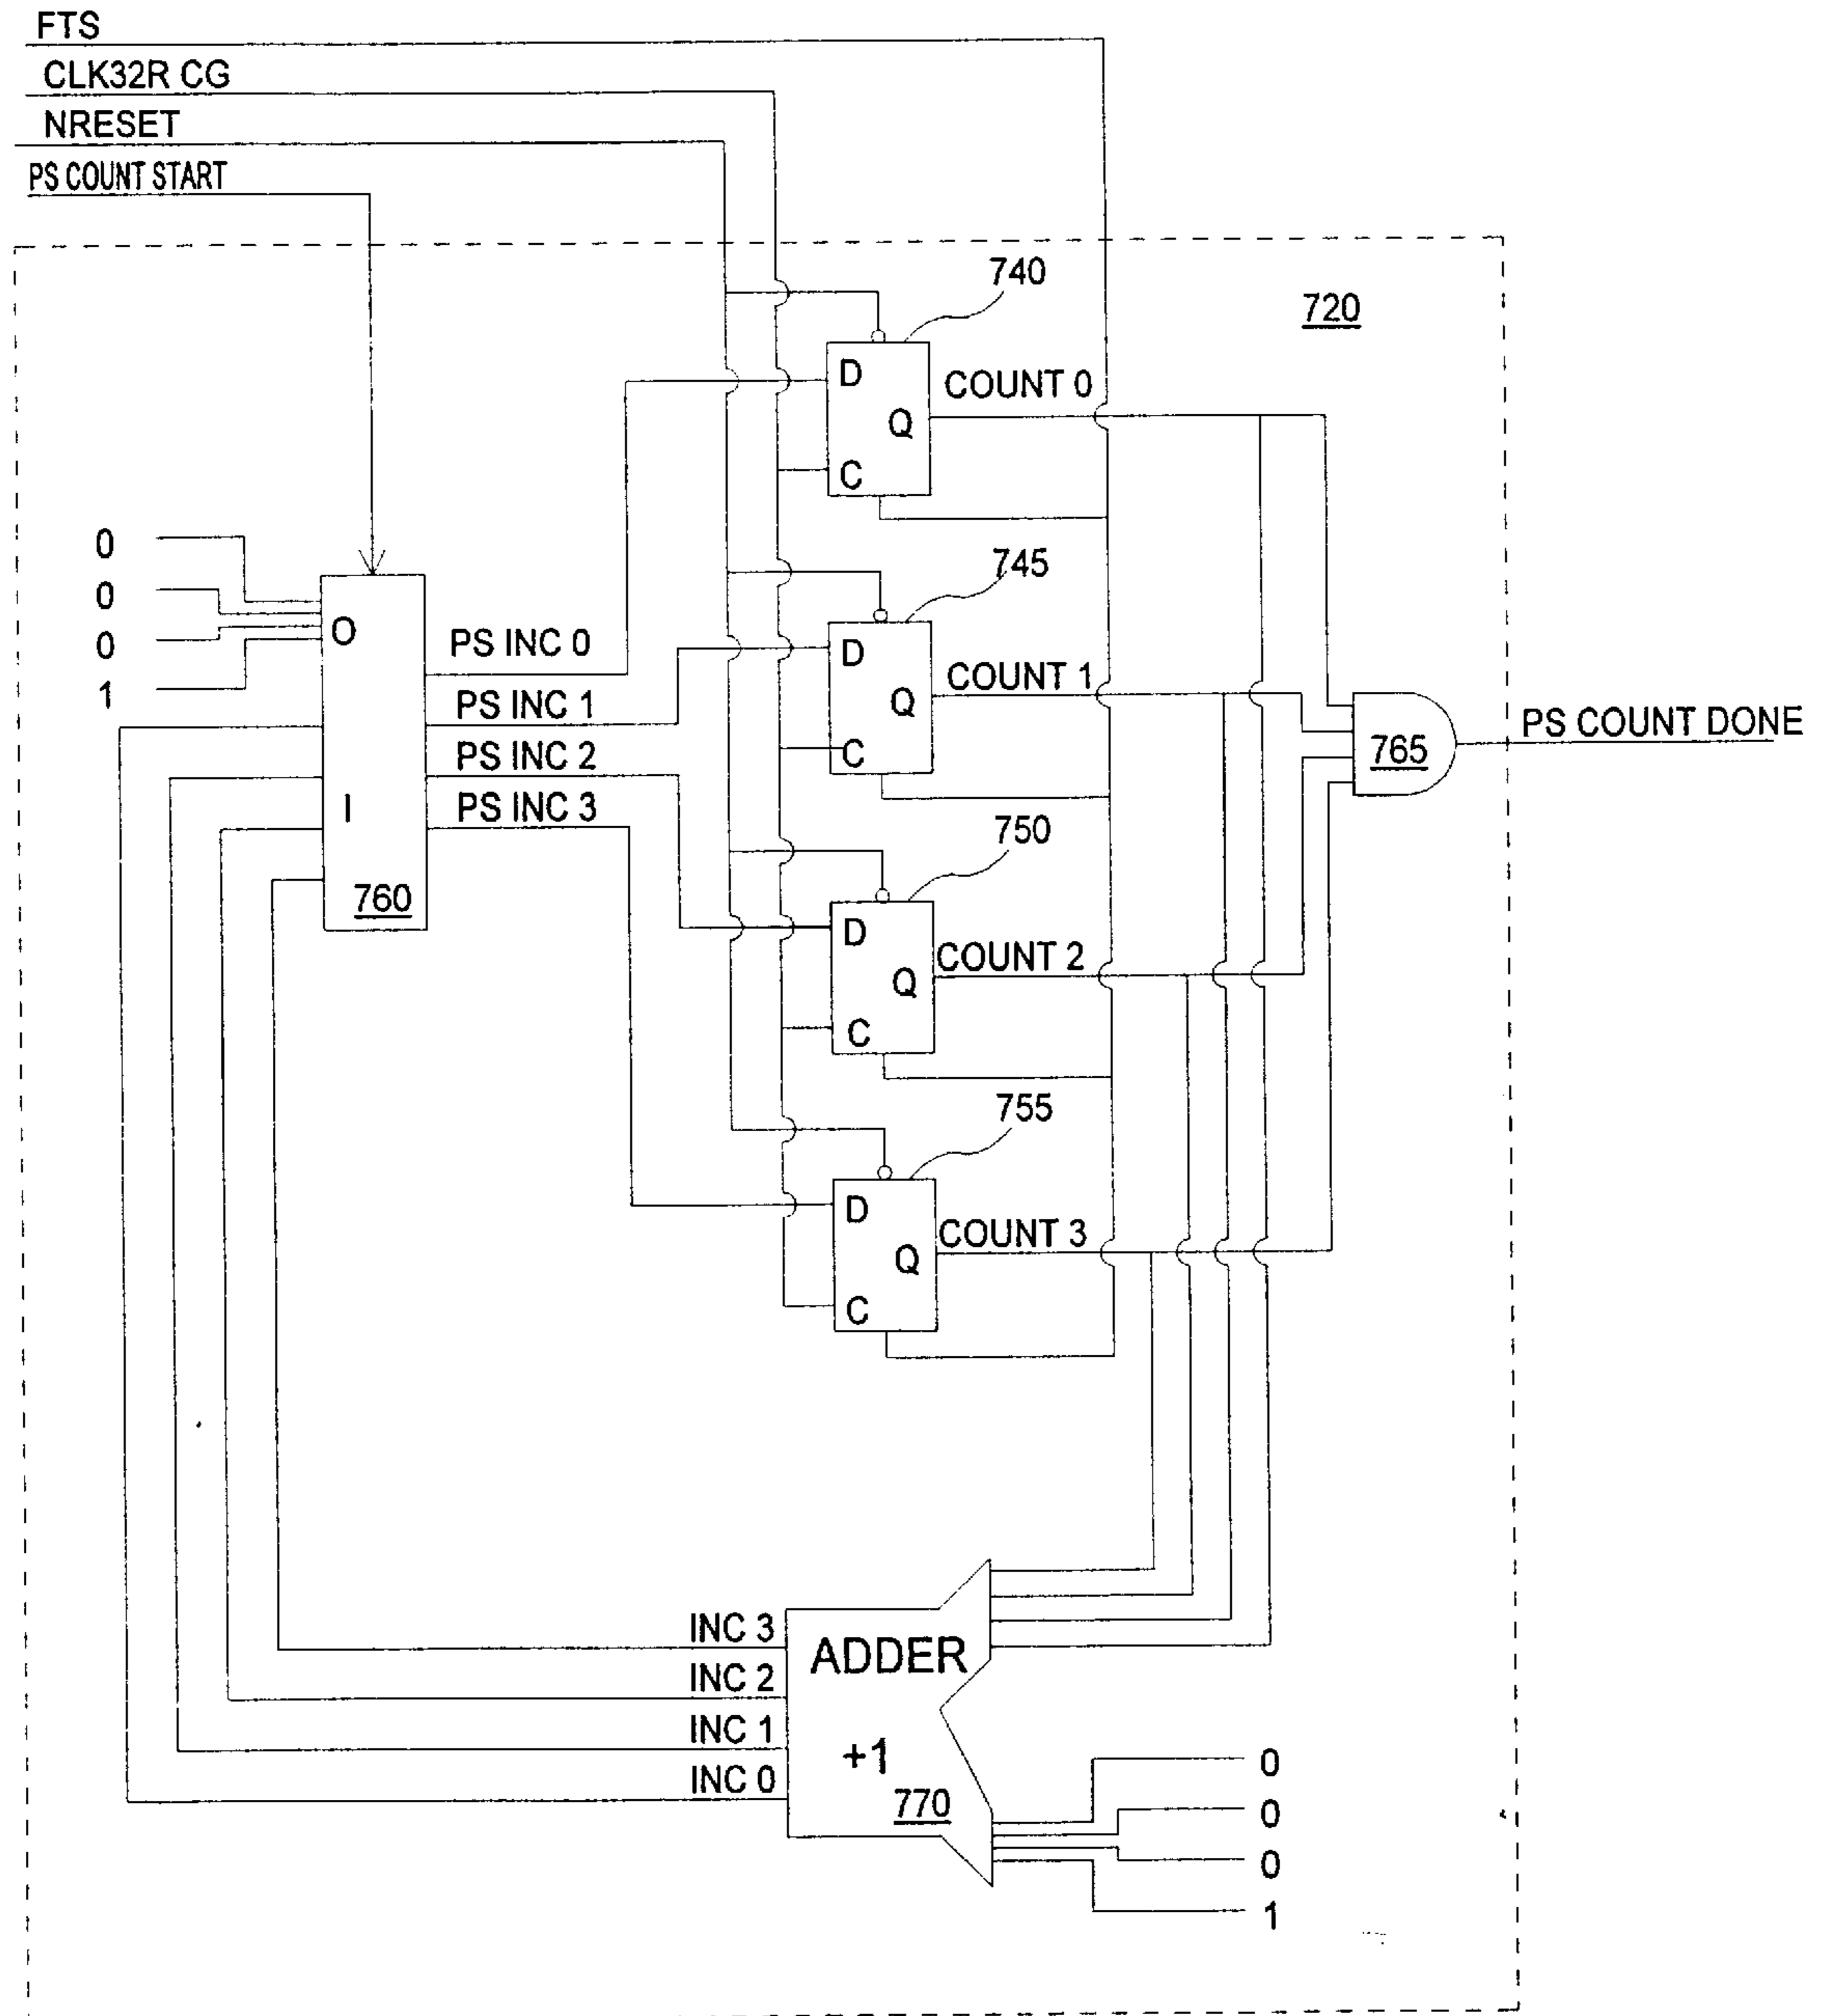 FTS
CLK32R CG
NRESET
PS COUNT START
740
720
D
COUNT 0
Q
C
0
745
0
O
PS INC 0
D
0
1
PS INC 1
COUNT 1
Q
PS COUNT DONE
765
C
PS INC 2
I
PS INC 3
750
760
D
COUNT 2
Q
C
755
D
COUNT 3
Q
C
INC 3
ADDER
INC 2
INC 1
+1
0
INC 0
770
0
0
1